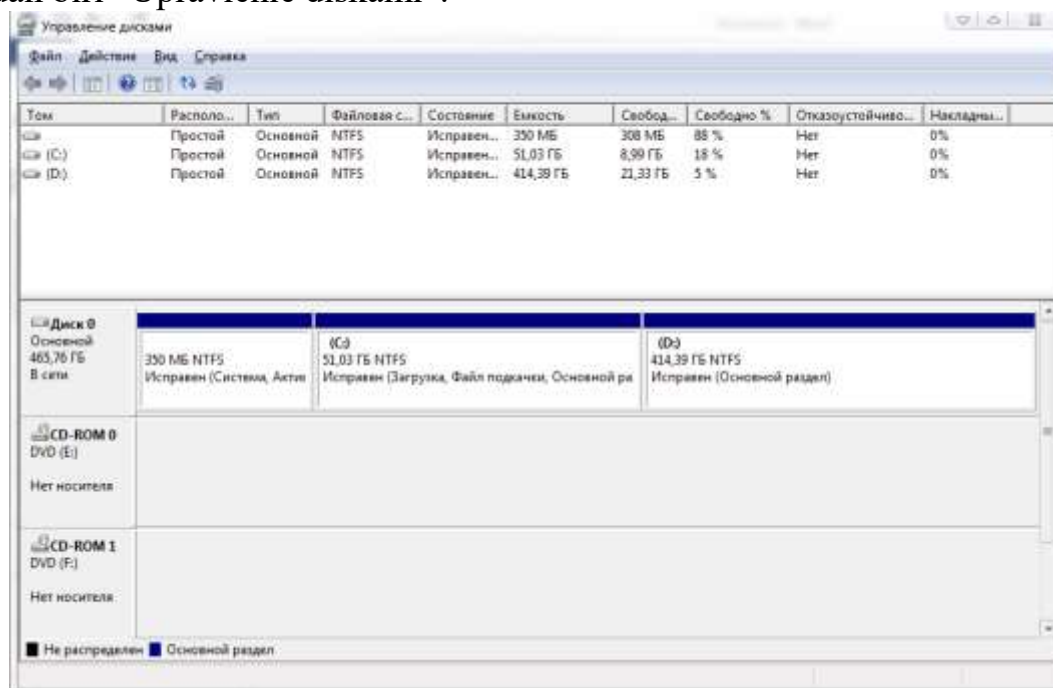 "Upravlenie diskami".
Управление дисками
Файл Действие Вид Справка
Том Располо... Тип Файловая с... Состояние Емкость Свобод... Свободно % Отказоустойчиво... Накладны...
Простой Основной NTFS Исправен... 350 МБ 308 МБ 88 % Нет 0%
(C:) Простой Основной NTFS Исправен... 51,03 ГБ 8,99 ГБ 18 % Нет 0%
(D:) Простой Основной NTFS Исправен... 414,39 ГБ 21,33 ГБ 5 % Нет 0%
Диск 0
Основной
465,76 ГБ
В сети
350 МБ NTFS
Исправен (Система, Актив
(C:)
51,03 ГБ NTFS
Исправен (Загрузка, Файл подкачки, Основной ра
(D:)
414,39 ГБ NTFS
Исправен (Основной раздел)
CD-ROM 0
DVD (E:)
Нет носителя
CD-ROM 1
DVD (F:)
Нет носителя
Не распределен Основной раздел